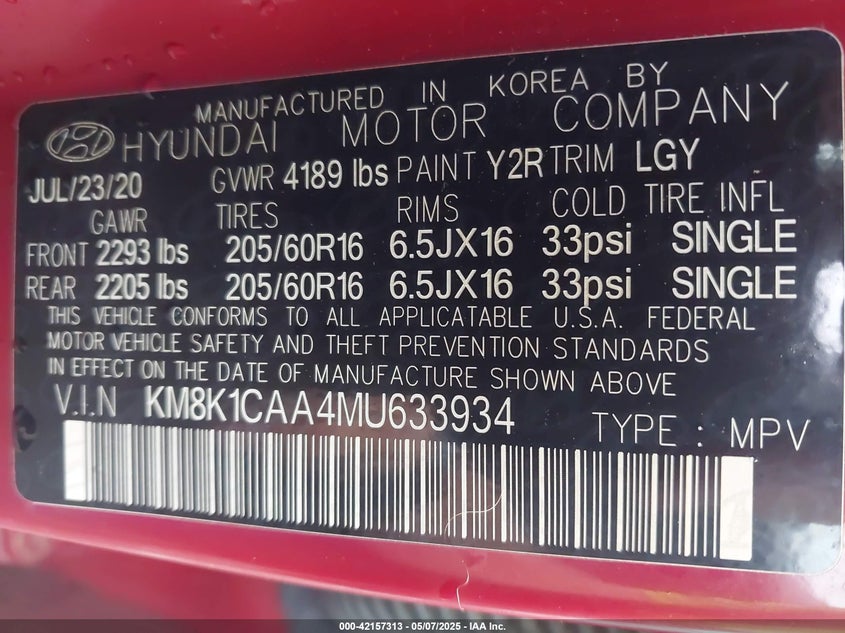 MANUFACTURED IN KOREA BY
HYUNDAI MOTOR COMPANY
JUL/23/20 GVWR 4189 lbs PAINT Y2R TRIM LGY
GAWR TIRES RIMS COLD TIRE INFL
FRONT 2293 lbs 205/60R16 6.5JX16 33psi SINGLE
REAR 2205 lbs 205/60R16 6.5JX16 33psi SINGLE
THIS VEHICLE CONFORMS TO ALL APPLICATABLE U.S.A. FEDERAL
MOTOR VEHICLE SAFETY AND THEFT PREVENTION STANDARDS
IN EFFECT ON THE DATE OF MANUFACTURE SHOWN ABOVE
V.I.N KM8K1CAA4MU633934 TYPE : MPV
000-42157313 - 05/07/2025 - IAA Inc.